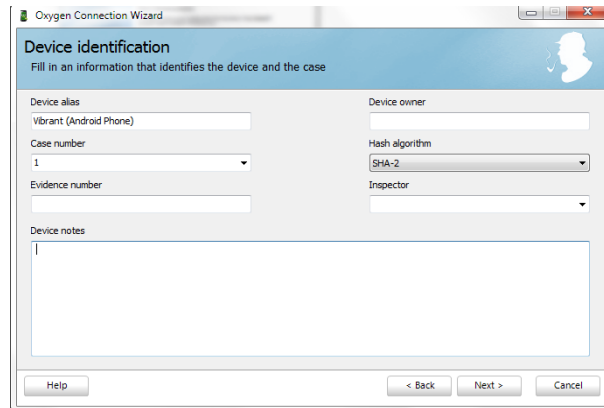 Oxygen Connection Wizard
Device identification
Fill in an information that identifies the device and the case
Device alias
Device owner
Vibrant (Android Phone)
Case number
Hash algorithm
1
SHA-2
Evidence number
Inspector
Device notes
Help
< Back
Next >
Cancel